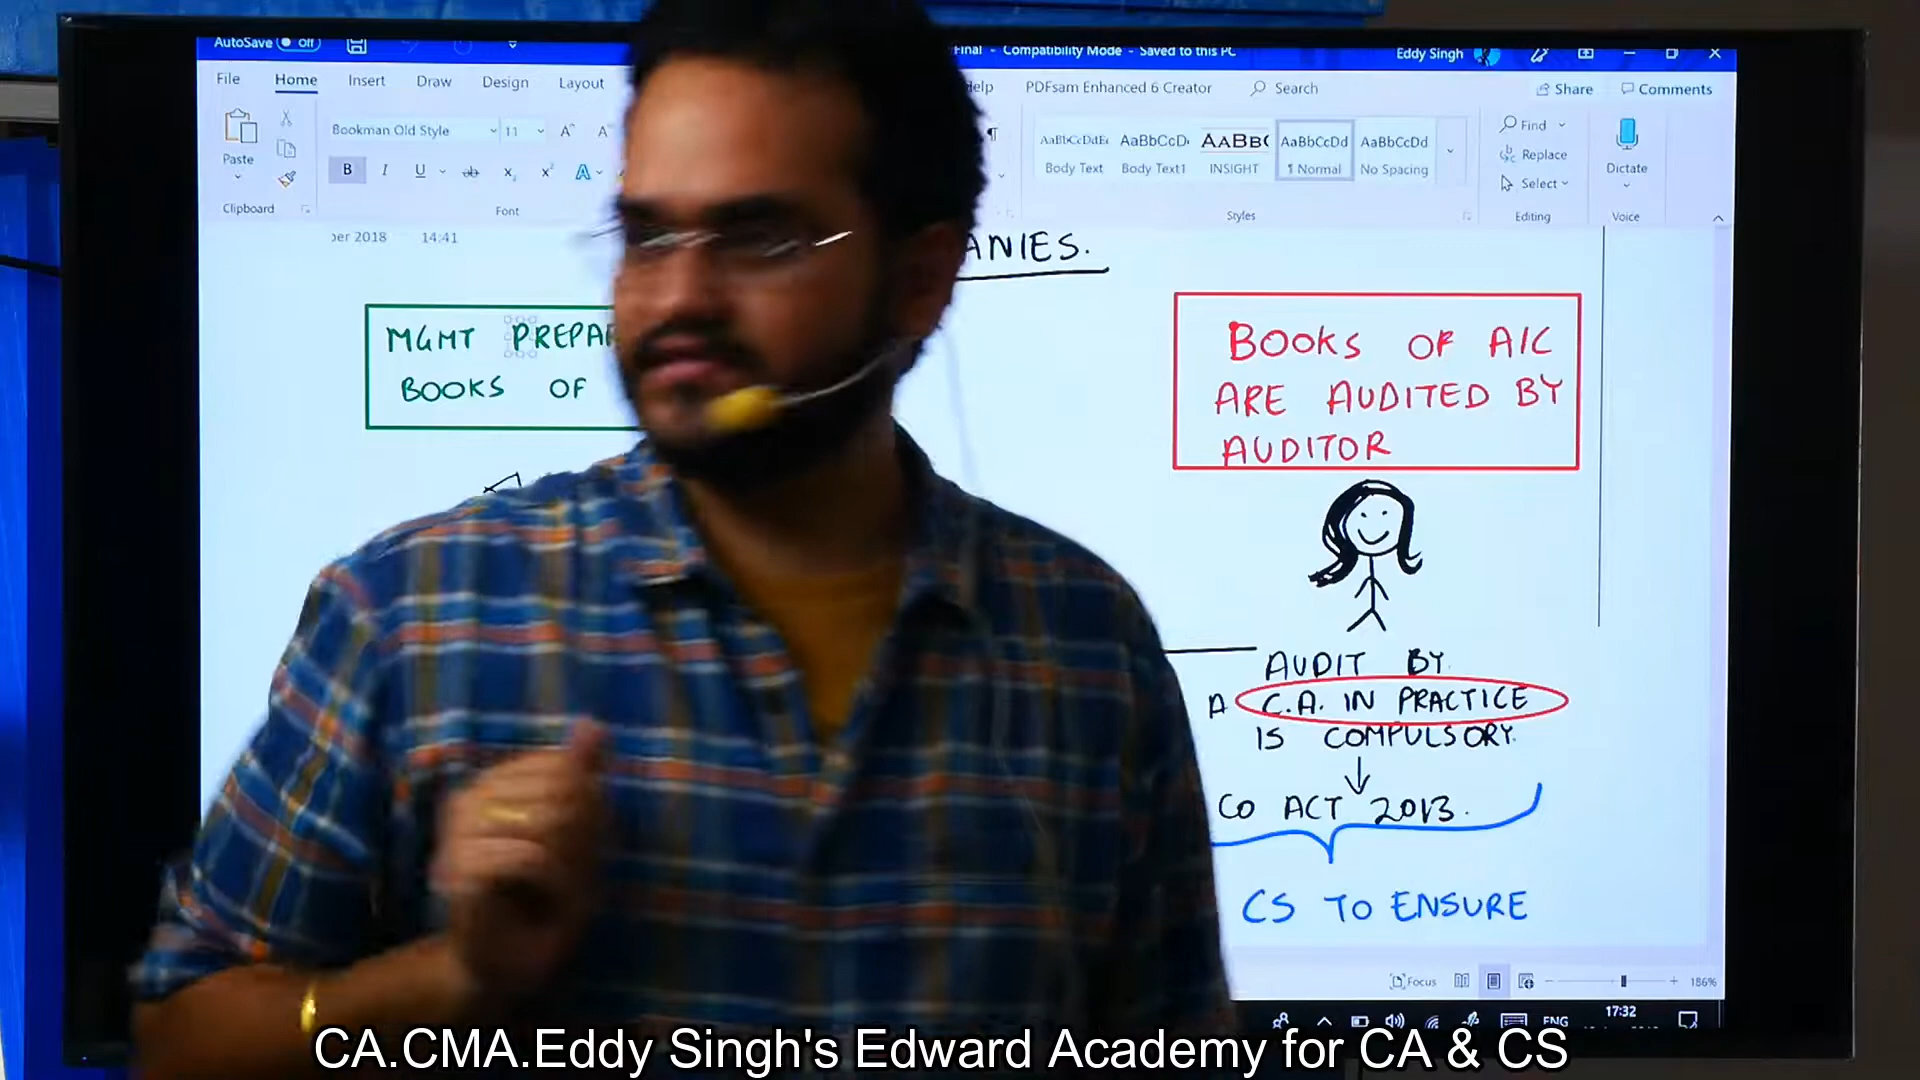 AutoSave Off
Final - Compatibility Mode - Saved to this PC
Eddy Singh
File Home Insert Draw Design Layout
Help PDFsam Enhanced 6 Creator Search
Share Comments
Paste
Clipboard
Bookman Old Style 11
B I U ab x x A
Font
¶
AaBbCcDdEe AaBbCcD AABBC AaBbCcDd AaBbCcDd
Body Text Body Text1 INSIGHT ¶ Normal No Spacing
Styles
Find
Replace
Select
Editing
Dictate
Voice
ber 2018 14:41
ANIES.
MGMT PREPAR
BOOKS OF
BOOKS OF A/C
ARE AUDITED BY
AUDITOR
AUDIT BY
A C.A. IN PRACTICE
IS COMPULSORY.
CO ACT 2013.
CS TO ENSURE
Focus 186%
ENG 17:32
CA.CMA.Eddy Singh's Edward Academy for CA & CS